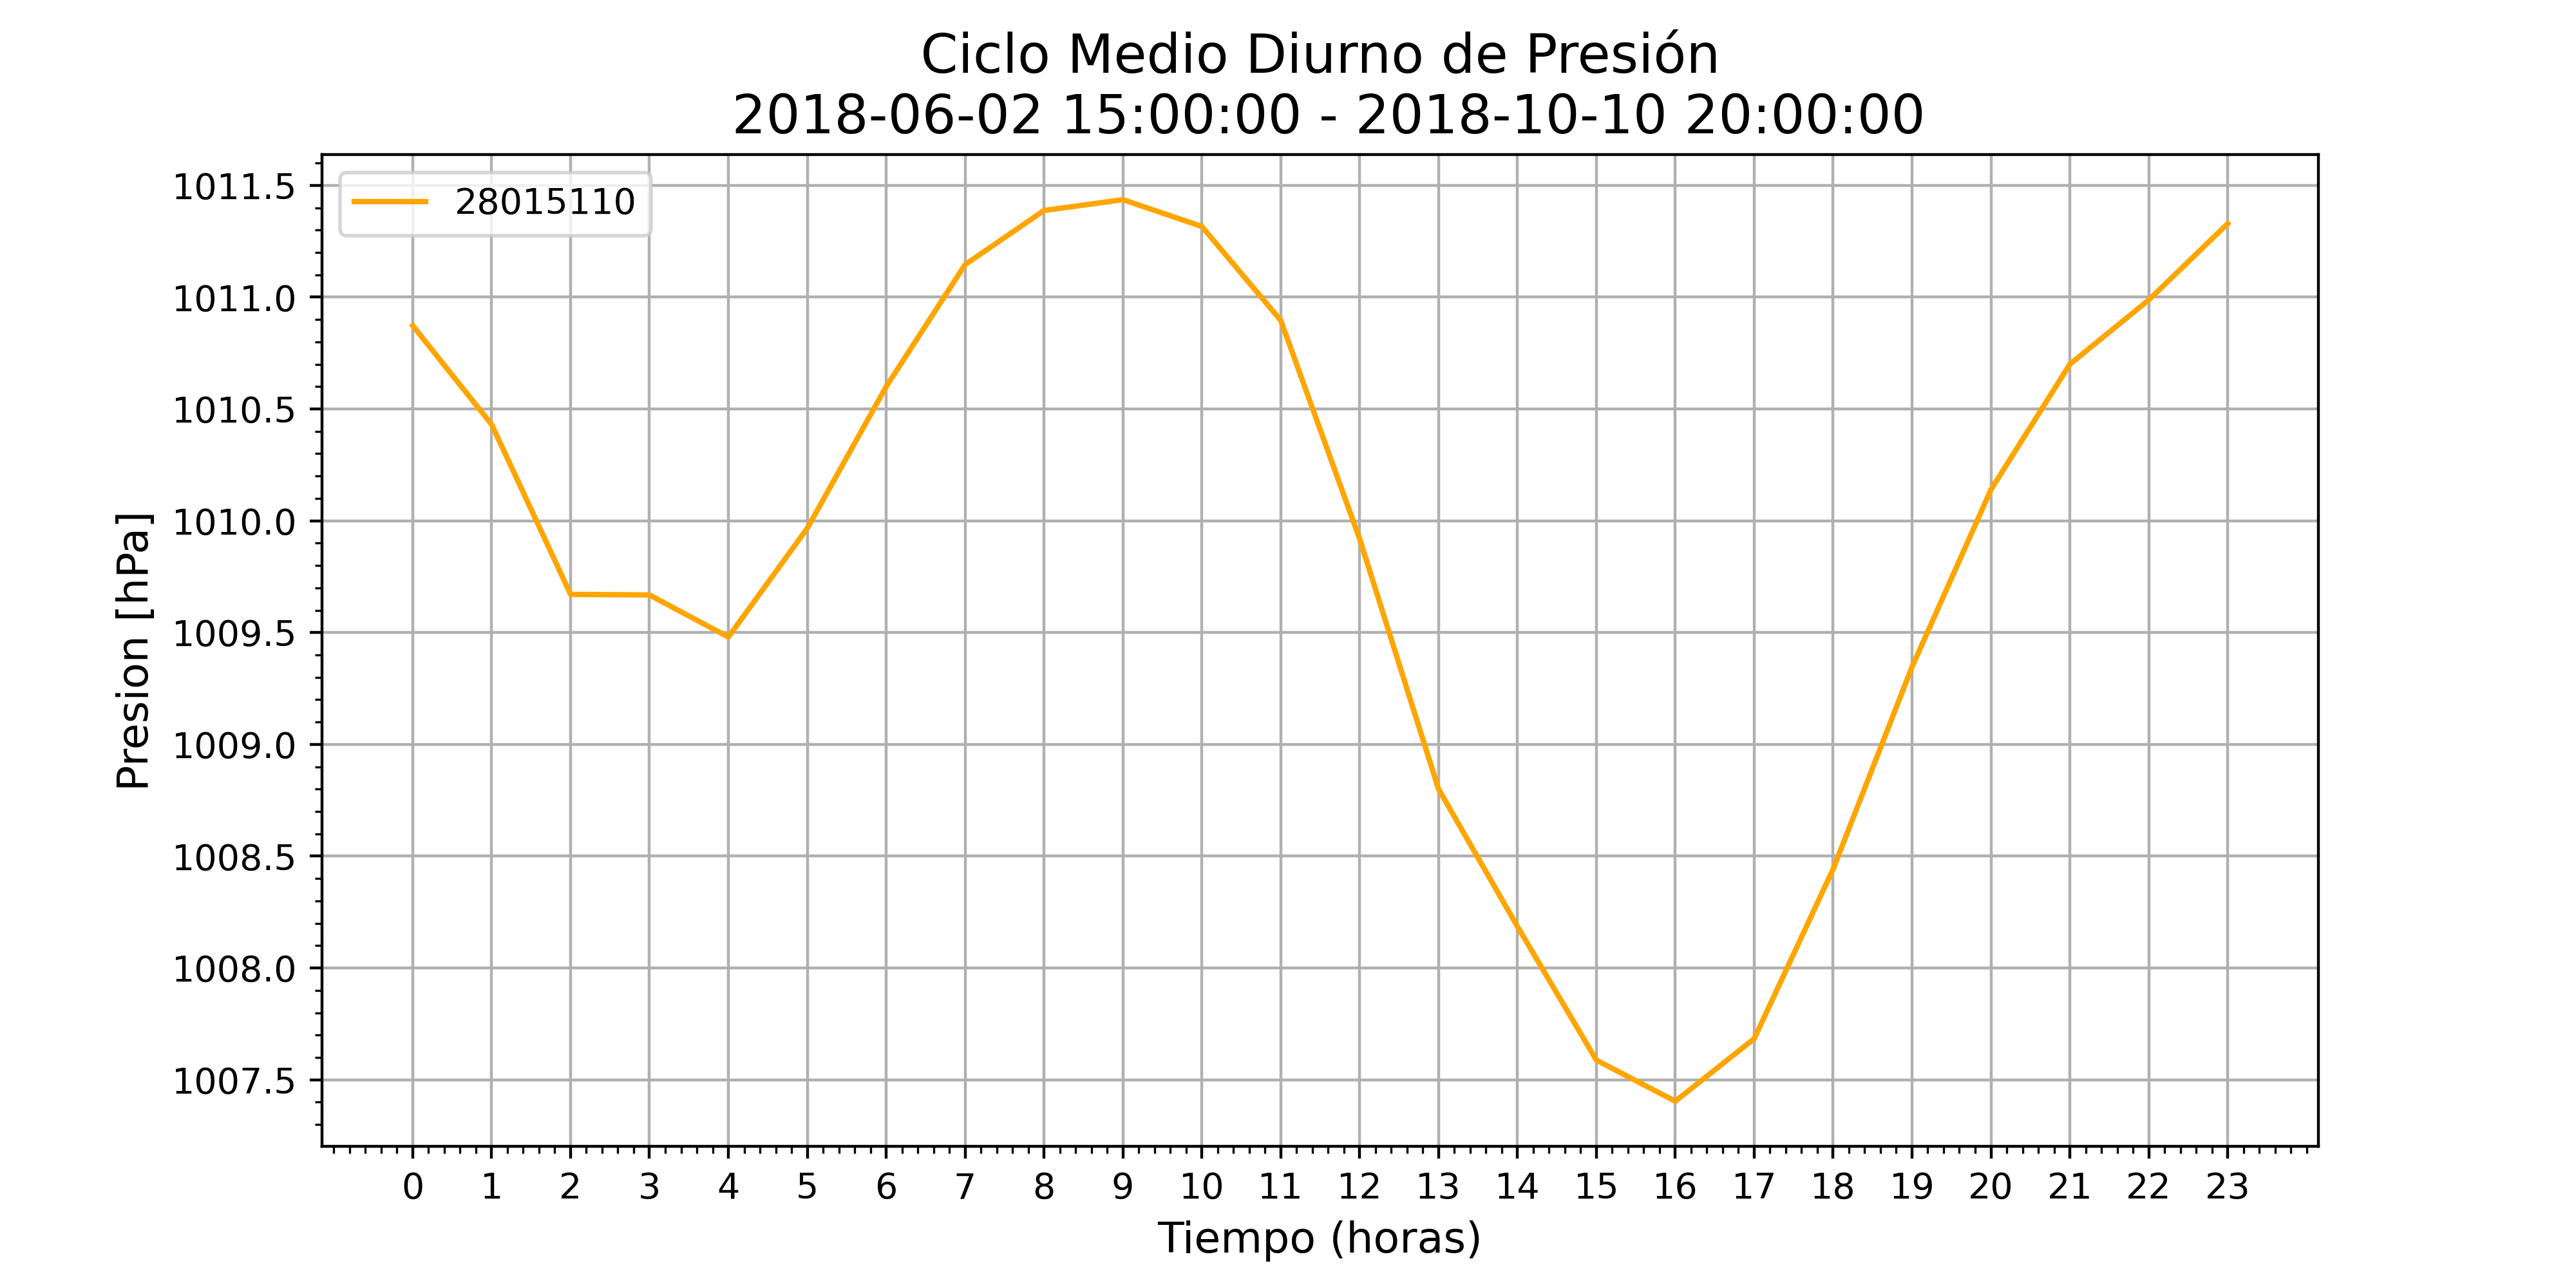 Ciclo Medio Diurno de Presión
2018-06-02 15:00:00 - 2018-10-10 20:00:00
28015110
Presion [hPa]
1011.5
1011.0
1010.5
1010.0
1009.5
1009.0
1008.5
1008.0
1007.5
0 1 2 3 4 5 6 7 8 9 10 11 12 13 14 15 16 17 18 19 20 21 22 23
Tiempo (horas)